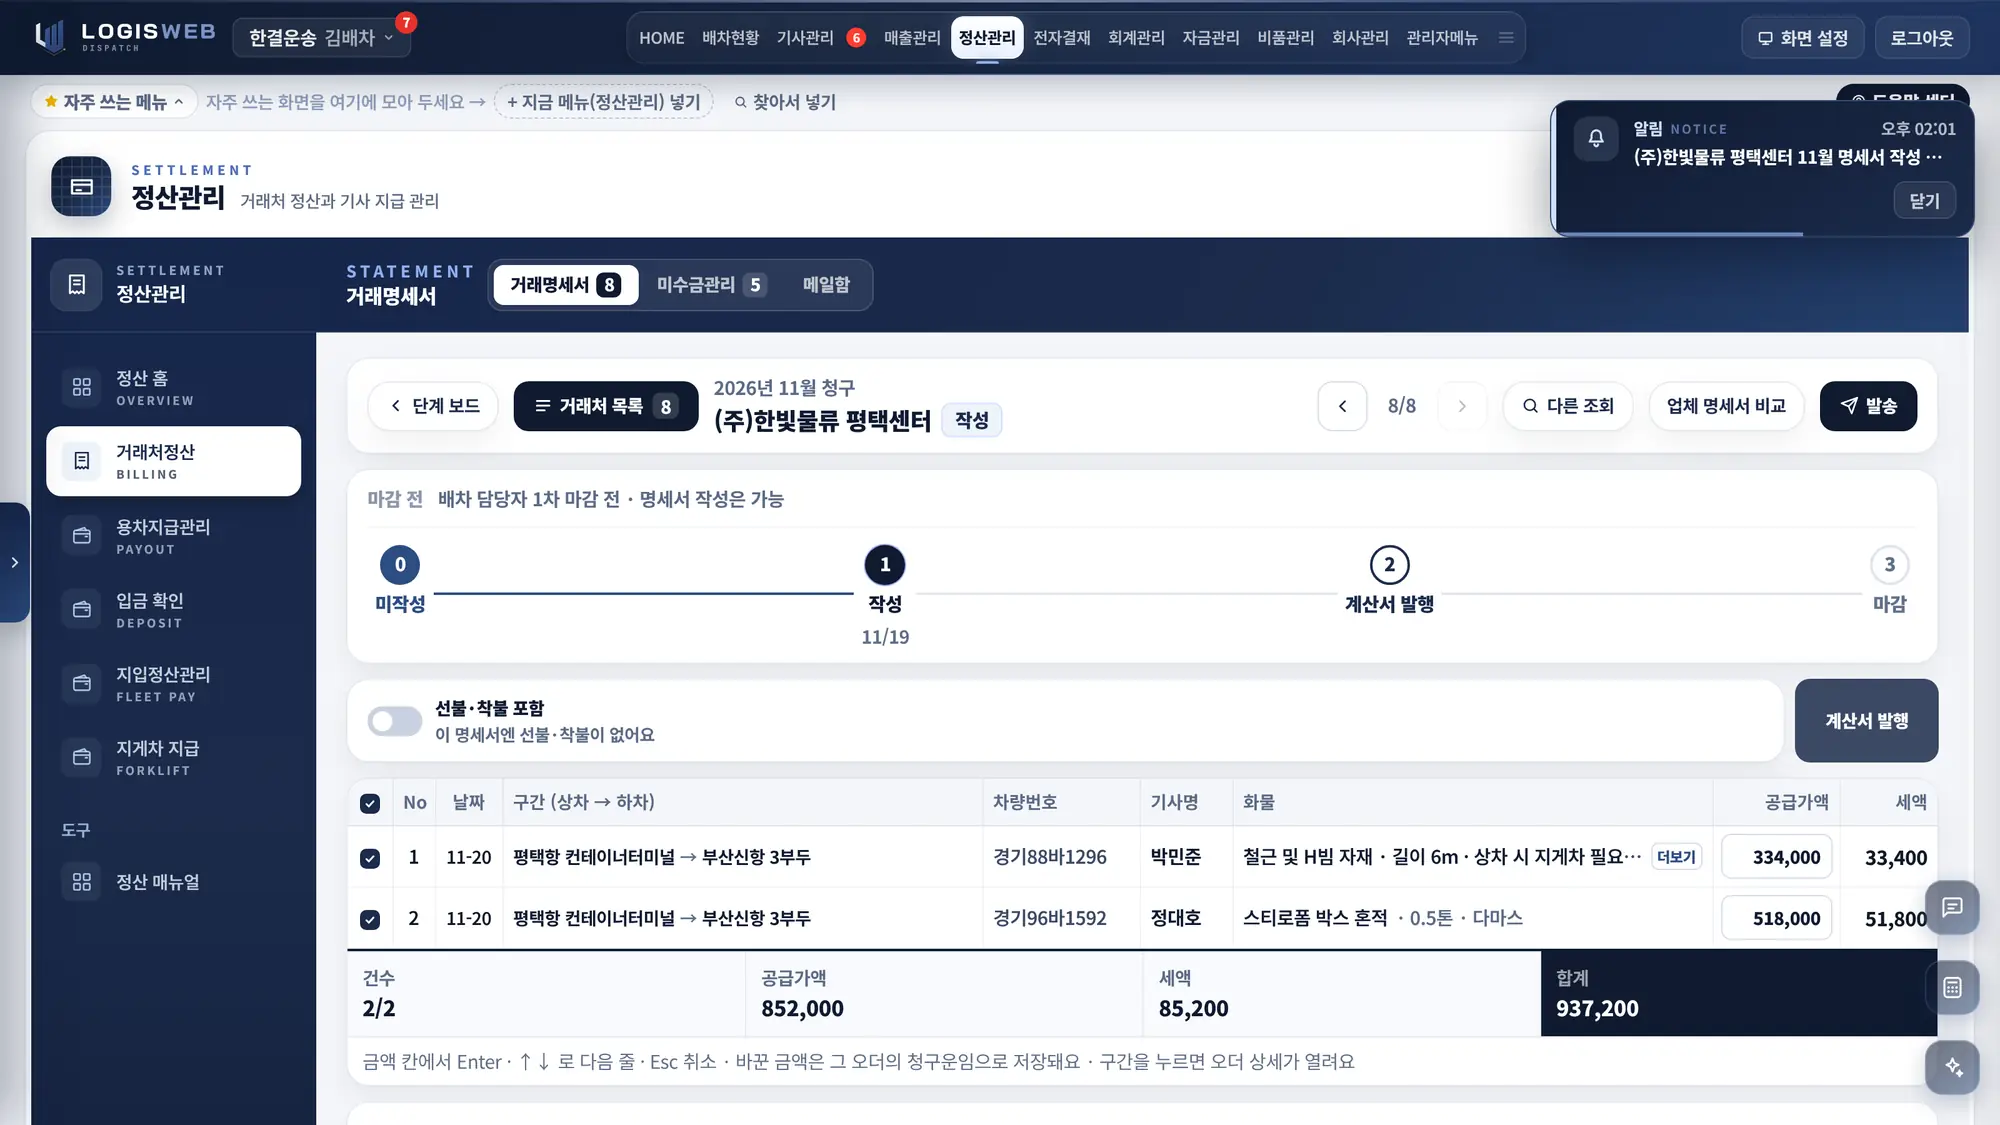 LOGISWEB
DISPATCH
한결운송 김배차
7
HOME 배차현황 기사관리 6 매출관리 정산관리 전자결재 회계관리 자금관리 비품관리 회사관리 관리자메뉴
화면 설정
로그아웃
자주 쓰는 메뉴
자주 쓰는 화면을 여기에 모아 두세요 →
+ 지금 메뉴(정산관리) 넣기
찾아서 넣기
알림 NOTICE 오후 02:01
(주)한빛물류 평택센터 11월 명세서 작성 ···
닫기
SETTLEMENT
정산관리 거래처 정산과 기사 지급 관리
SETTLEMENT
정산관리
STATEMENT
거래명세서
거래명세서 8
미수금관리 5
메일함
정산 홈
OVERVIEW
거래처정산
BILLING
용차지급관리
PAYOUT
입금 확인
DEPOSIT
지입정산관리
FLEET PAY
지게차 지급
FORKLIFT
도구
정산 매뉴얼
단계 보드
거래처 목록 8
2026년 11월 청구
(주)한빛물류 평택센터 작성
8/8
다른 조회
업체 명세서 비교
발송
마감 전 배차 담당자 1차 마감 전 · 명세서 작성은 가능
0 1 2 3
미작성 작성 계산서 발행 마감
11/19
선불·착불 포함
이 명세서엔 선불·착불이 없어요
계산서 발행
No 날짜 구간 (상차 → 하차) 차량번호 기사명 화물 공급가액 세액
1 11-20 평택항 컨테이너터미널 → 부산신항 3부두 경기88바1296 박민준 철근 및 H빔 자재 · 길이 6m · 상차 시 지게차 필요··· 더보기 334,000 33,400
2 11-20 평택항 컨테이너터미널 → 부산신항 3부두 경기96바1592 정대호 스티로폼 박스 혼적 · 0.5톤 · 다마스 518,000 51,800
건수 공급가액 세액 합계
2/2 852,000 85,200 937,200
금액 칸에서 Enter · ↑↓ 로 다음 줄 · Esc 취소 · 바꾼 금액은 그 오더의 청구운임으로 저장돼요 · 구간을 누르면 오더 상세가 열려요